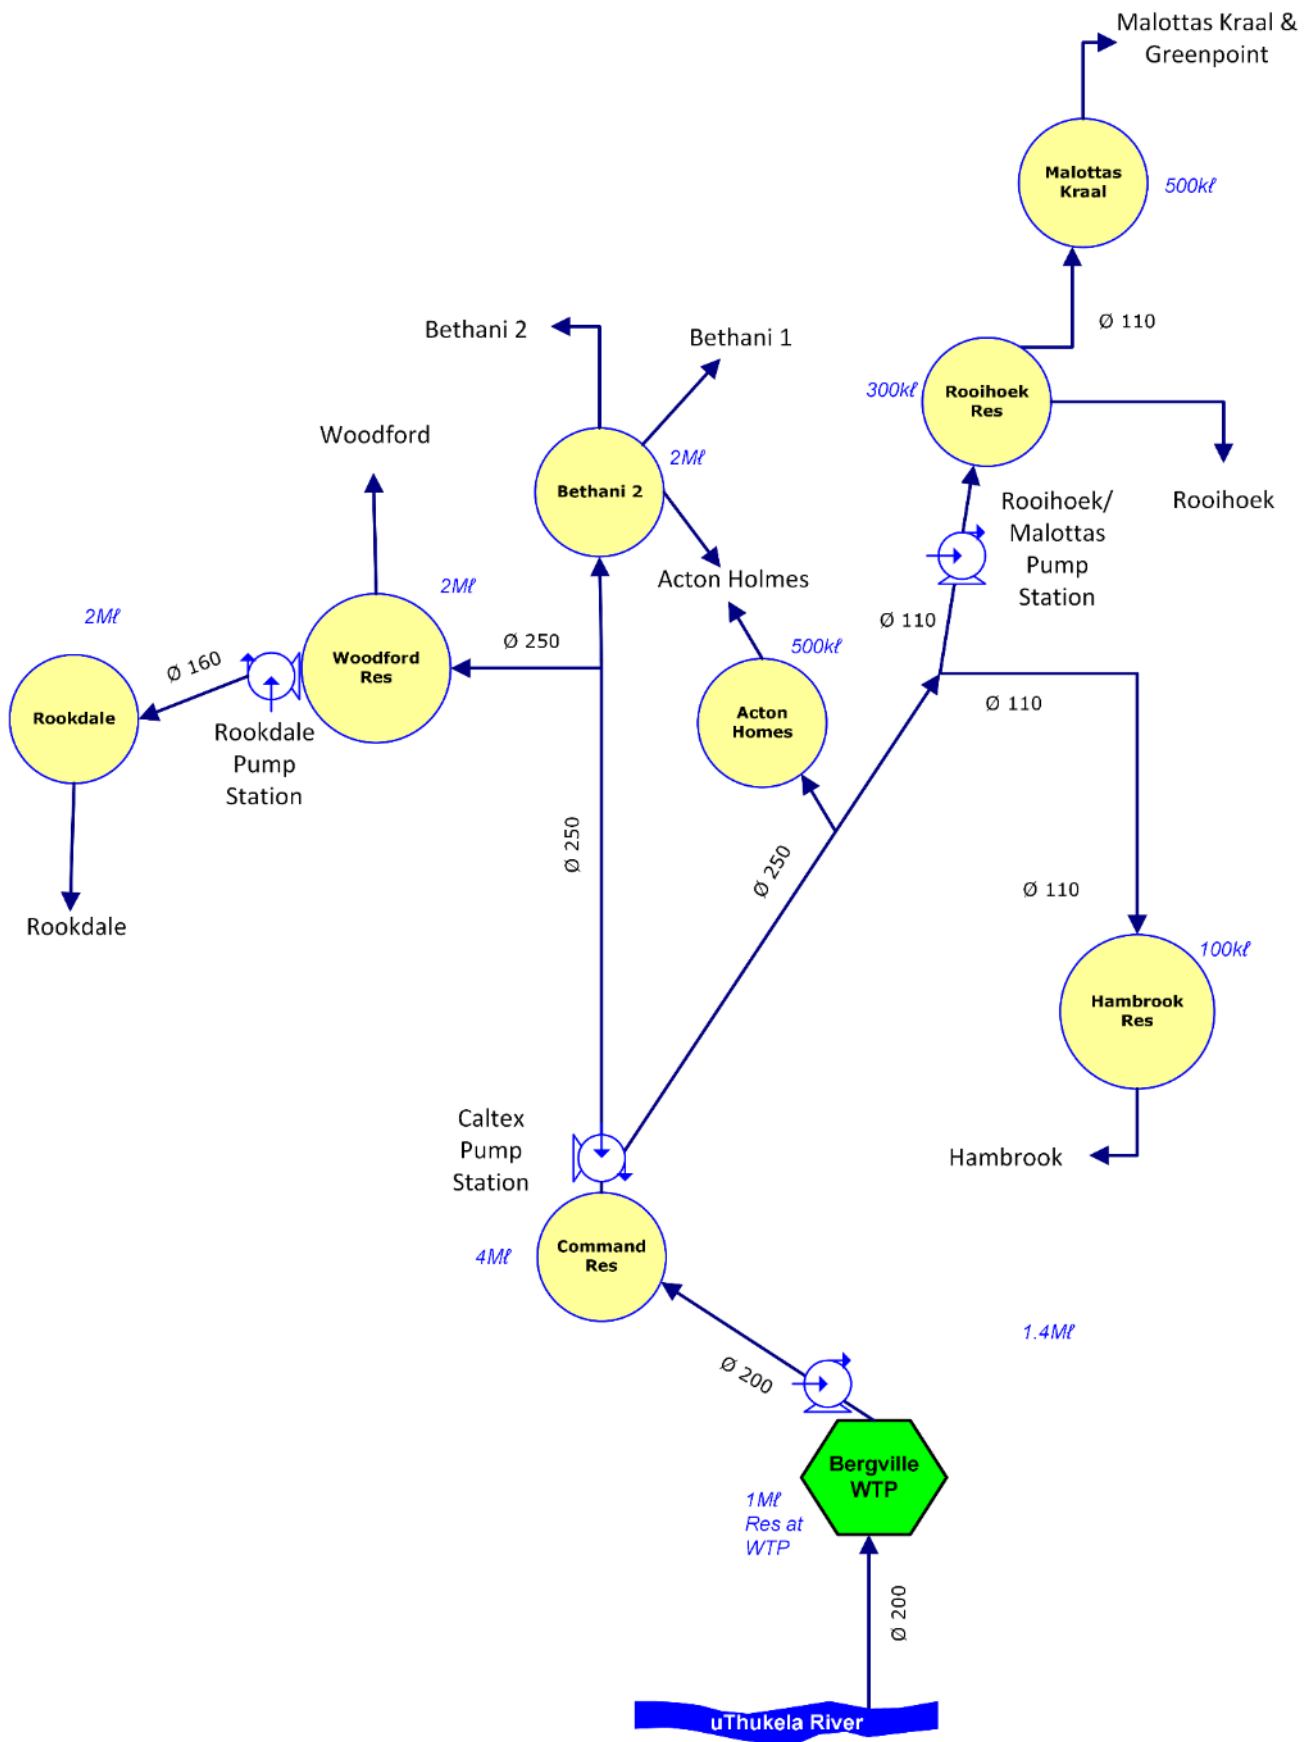 Malottas Kraal &
Greenpoint
Malottas
Kraal
500kℓ
Ø 110
Bethani 2
Bethani 1
300kℓ
Rooihoek
Res
Woodford
2Mℓ
Bethani 2
Rooihoek/
Malottas
Pump
Station
Rooihoek
Acton Holmes
2Mℓ
2Mℓ
Ø 110
Ø 250
500kℓ
Ø 160
Woodford
Res
Rookdale
Acton
Homes
Ø 110
Rookdale
Pump
Station
Ø 250
Ø 250
Ø 110
Rookdale
100kℓ
Hambrook
Res
Caltex
Pump
Station
Hambrook
Command
Res
4Mℓ
1.4Mℓ
Ø 200
Bergville
WTP
1Mℓ
Res at
WTP
Ø 200
uThukela River